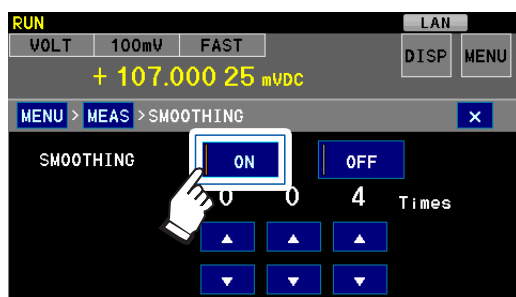 RUN LAN
VOLT 100mV FAST DISP MENU
+ 107.000 25 mVDC
MENU > MEAS > SMOOTHING ×
SMOOTHING ON OFF
0 0 4 Times